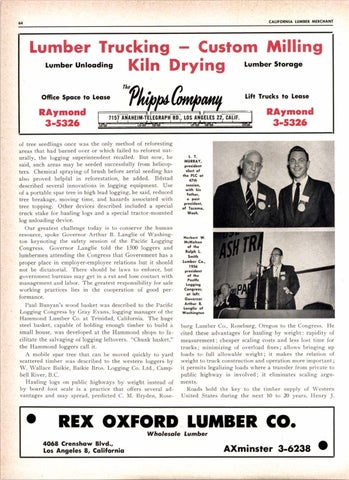 64
CALIFORNIA LUMBER MERCHANT
Lumber Trucking — Custom Milling
Lumber Unloading
Kiln Drying
Lumber Storage
Office Space to Lease
The Phipps Company
Lift Trucks to Lease
RAymond
3-5326
7157 ANAHEIM-TELEGRAPH RD., LOS ANGELES 22, CALIF.
RAymond
3-5326
of tree seedlings once was the only method of reforesting
areas that had burned over or which failed to reforest nat-
urally, the logging superintendent recalled. But now, he
said, such areas may be seeded successfully from helicop-
ters. Chemical spraying of brush before aerial seeding has
also proved helpful in reforestation, he added. Edstad
described several innovations in logging equipment. Use
of a portable spar tree in high lead logging, he said, reduced
tree breakage, moving time, and hazards associated with
tree topping. Other devices described included a special
truck stake for hauling logs and a special tractor-mounted
log unloading device.
Our greatest challenge today is to conserve the human
resource, spoke Governor Arthur B. Langlie of Washing-
ton keynoting the safety session of the Pacific Logging
Congress. Governor Langlie told the 1300 loggers and
lumbermen attending the Congress that Government has a
proper place in employer-employee relations but it should
not be dictatorial. There should be laws to enforce, but
government bureaus may get in a rut and lose contact with
management and labor. The greatest responsibility for safe
working practices lies in the cooperation of good per-
formance.
Paul Bunyan's wood basket was described to the Pacific
Logging Congress by Gray Evans, logging manager of the
Hammond Lumber Co. at Trinidad, California. The huge
steel basket, capable of holding enough timber to build a
small house, was developed at the Hammond shops to fa-
cilitate the salvaging of logging leftovers. "Chunk basket,"
the Hammond loggers call it.
A mobile spar tree that can be moved quickly to yard
scattered timber was described to the western loggers by
W. Wallace Baikie, Baikie Bros. Logging Co. Ltd., Camp-
bell River, B.C.
Hauling logs on public highways by weight instead of
by board foot scale is a practice that offers several ad-
vantages and may spread, predicted C. M. Bryden, Rose-
J. T.
MURRAY,
president
elect of
the PLC at
47th
session,
with his
father,
a past
president,
of Tacoma,
Wash.
Herbert W.
McMahan
of the
Ralph L.
Smith
Lumber Co.,
1956
president
of the
Pacific
Logging
Congress,
at left;
Governor
Arthur B.
Langlie of
Washington
burg Lumber Co., Roseburg, Oregon to the Congress. He
cited these advantages for hauling by weight: rapidity of
measurement; cheaper scaling costs and less lost time for
trucks; minimizing of overload fines; allows bringing up
loads to full allowable weight; it makes the relation of
weight to truck construction and operation more important;
it permits legalizing loads where a transfer from private to
public highway is involved; it eliminates scaling argu-
ments.
Roads hold the key to the timber supply of Western
United States during the next 10 to 20 years. Henry J.
REX OXFORD LUMBER CO.
Wholesale Lumber
4068 Crenshaw Blvd.,
Los Angeles 8, California
AXminster 3-6238